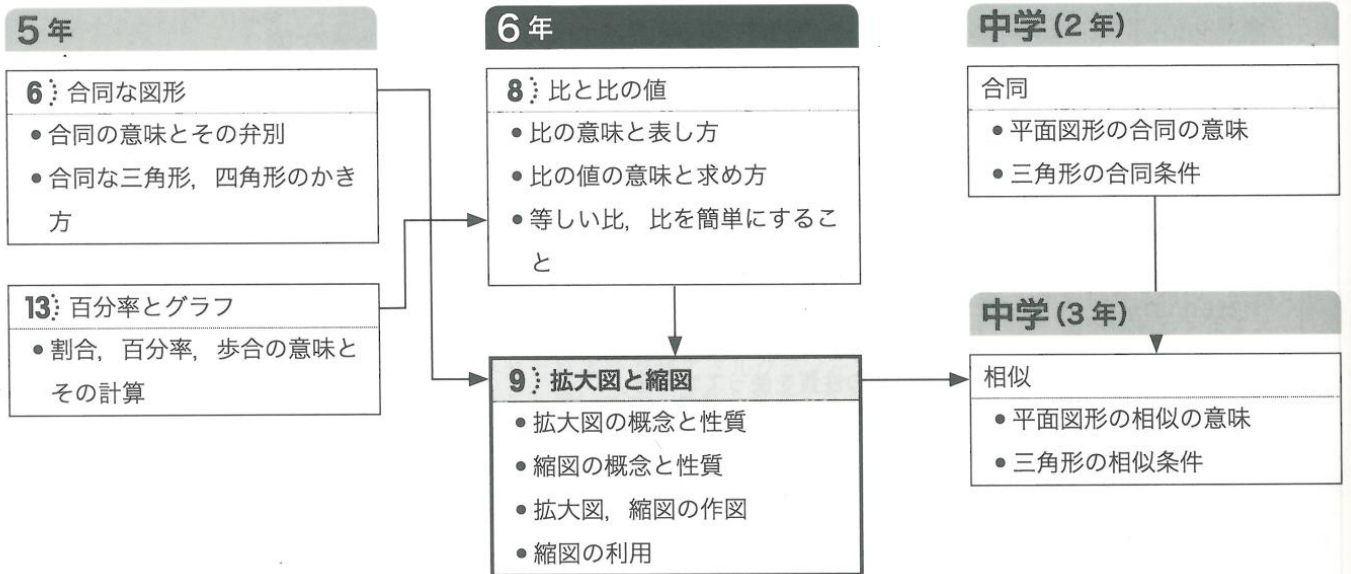 5年
6 合同な図形
● 合同の意味とその弁別
● 合同な三角形，四角形のかき
方
13 百分率とグラフ
● 割合，百分率，歩合の意味と
その計算
6年
8 比と比の値
● 比の意味と表し方
● 比の値の意味と求め方
● 等しい比，比を簡単にするこ
と
9 拡大図と縮図
● 拡大図の概念と性質
● 縮図の概念と性質
● 拡大図，縮図の作図
● 縮図の利用
中学(2年)
合同
● 平面図形の合同の意味
● 三角形の合同条件
中学(3年)
相似
● 平面図形の相似の意味
● 三角形の相似条件